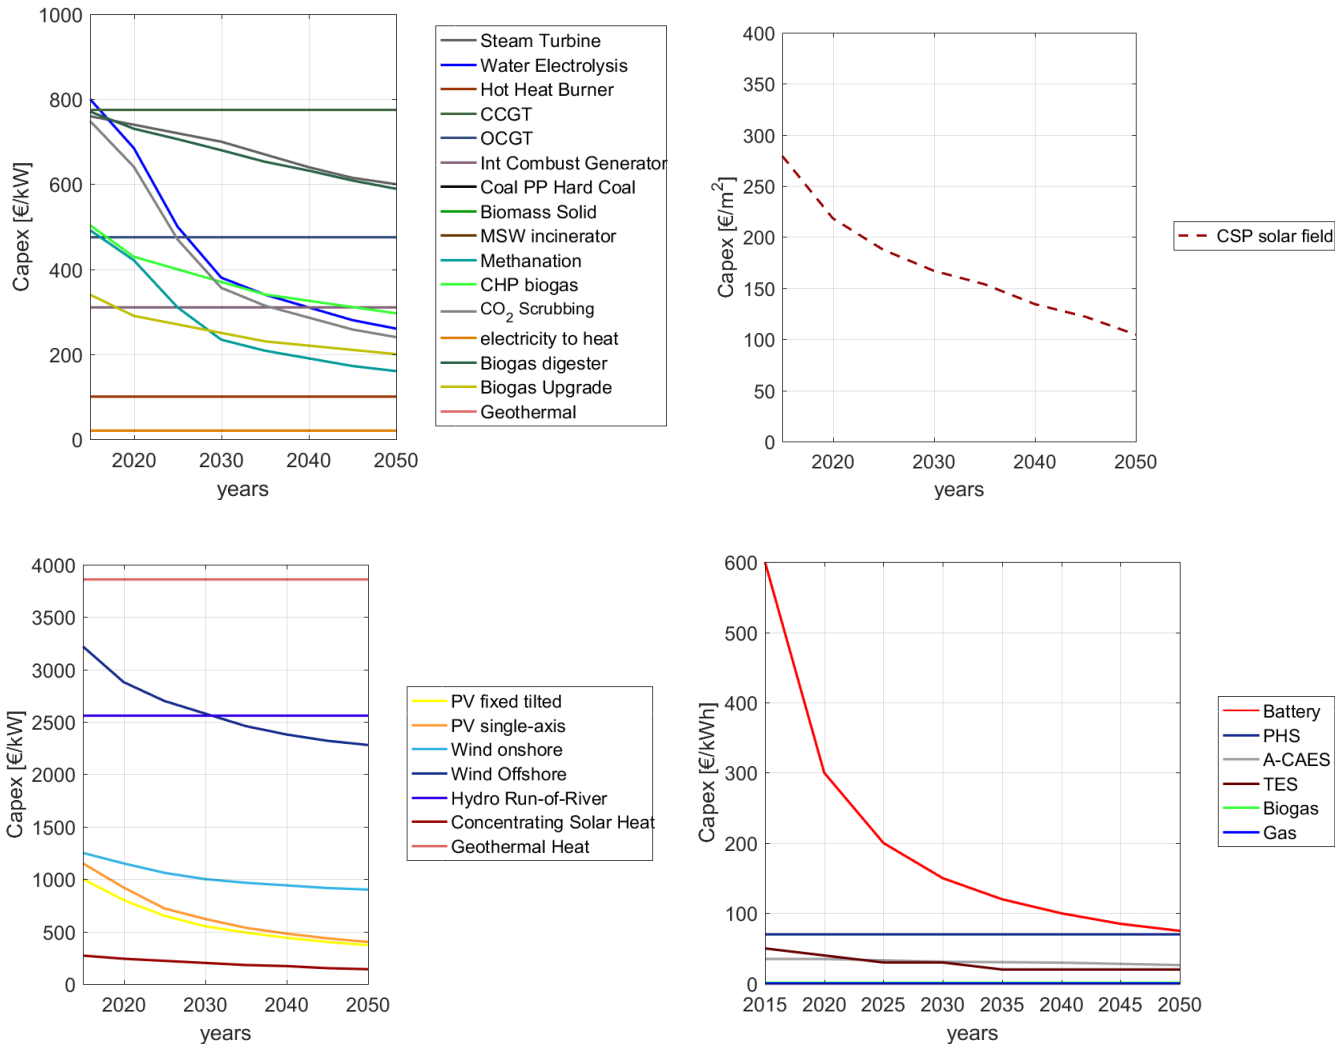 1000
800
600
400
200
0
Capex [€/kW]
2020
2030
2040
2050
years
Steam Turbine
Water Electrolysis
Hot Heat Burner
CCGT
OCGT
Int Combust Generator
Coal PP Hard Coal
Biomass Solid
MSW incinerator
Methanation
CHP biogas
CO2 Scrubbing
electricity to heat
Biogas digester
Biogas Upgrade
Geothermal
400
350
300
250
200
150
100
50
0
Capex [€/m2]
2020
2030
2040
2050
years
CSP solar field
4000
3500
3000
2500
2000
1500
1000
500
0
Capex [€/kW]
2020
2030
2040
2050
years
PV fixed tilted
PV single-axis
Wind onshore
Wind Offshore
Hydro Run-of-River
Concentrating Solar Heat
Geothermal Heat
600
500
400
300
200
100
0
Capex [€/kWh]
2015
2020
2025
2030
2035
2040
2045
2050
years
Battery
PHS
A-CAES
TES
Biogas
Gas